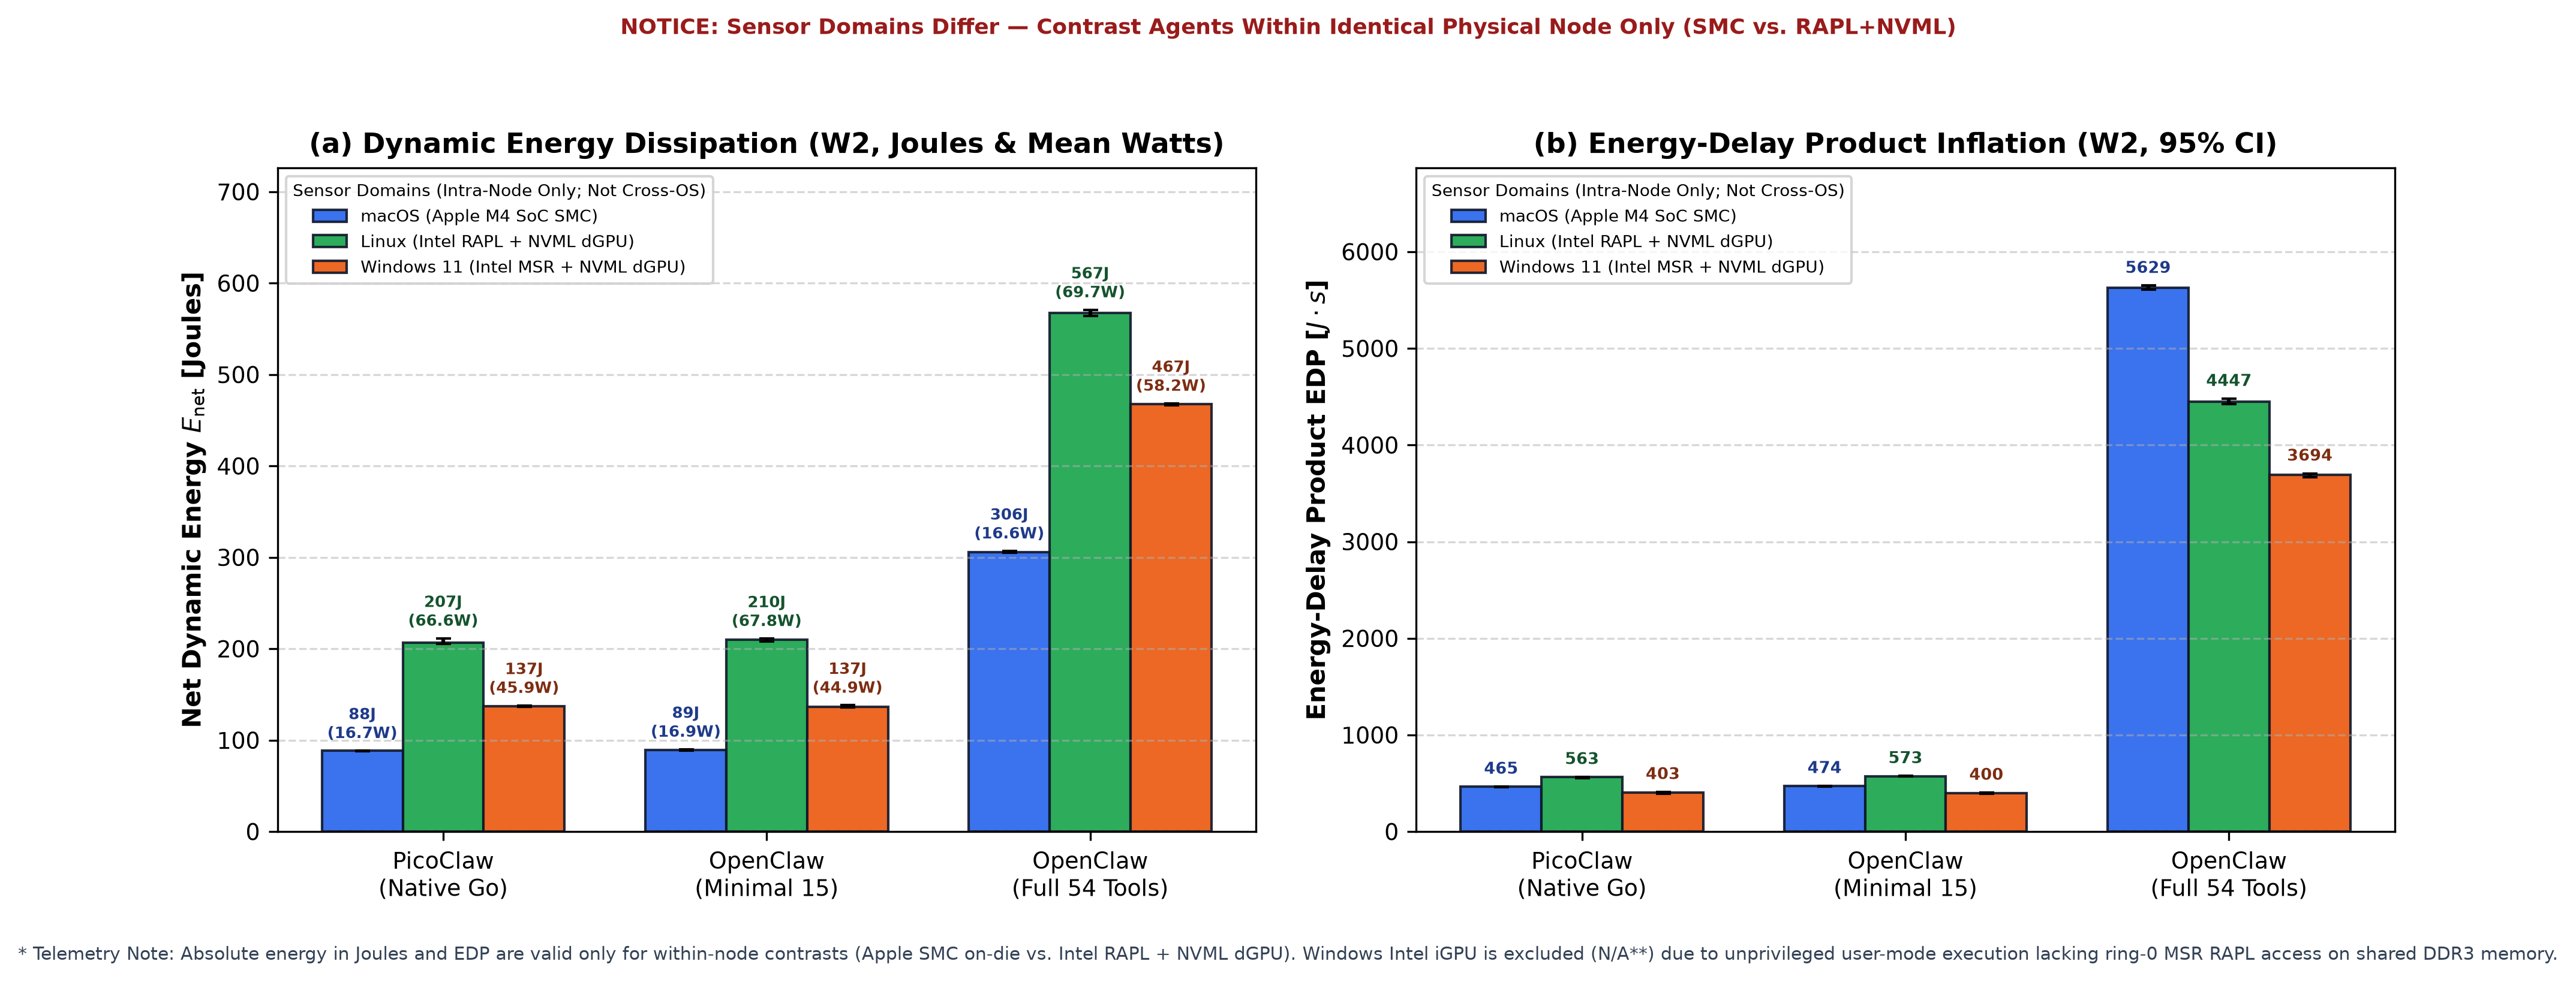 NOTICE: Sensor Domains Differ — Contrast Agents Within Identical Physical Node Only (SMC vs. RAPL+NVML)
(a) Dynamic Energy Dissipation (W2, Joules & Mean Watts)
Net Dynamic Energy E_net [Joules]
700
600
500
400
300
200
100
0
Sensor Domains (Intra-Node Only; Not Cross-OS)
macOS (Apple M4 SoC SMC)
Linux (Intel RAPL + NVML dGPU)
Windows 11 (Intel MSR + NVML dGPU)
88J
(16.7W)
207J
(66.6W)
137J
(45.9W)
89J
(16.9W)
210J
(67.8W)
137J
(44.9W)
306J
(16.6W)
567J
(69.7W)
467J
(58.2W)
PicoClaw
(Native Go)
OpenClaw
(Minimal 15)
OpenClaw
(Full 54 Tools)
(b) Energy-Delay Product Inflation (W2, 95% CI)
Energy-Delay Product EDP [J · s]
6000
5000
4000
3000
2000
1000
0
Sensor Domains (Intra-Node Only; Not Cross-OS)
macOS (Apple M4 SoC SMC)
Linux (Intel RAPL + NVML dGPU)
Windows 11 (Intel MSR + NVML dGPU)
465
563
403
474
573
400
5629
4447
3694
PicoClaw
(Native Go)
OpenClaw
(Minimal 15)
OpenClaw
(Full 54 Tools)
* Telemetry Note: Absolute energy in Joules and EDP are valid only for within-node contrasts (Apple SMC on-die vs. Intel RAPL + NVML dGPU). Windows Intel iGPU is excluded (N/A**) due to unprivileged user-mode execution lacking ring-0 MSR RAPL access on shared DDR3 memory.